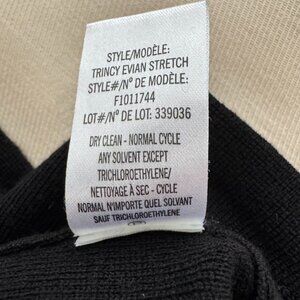 STYLE/MODÈLE:
TRINCY EVIAN STRETCH
STYLE#/N° DE MODÈLE:
F1011744
LOT#/N° DE LOT: 339036
DRY CLEAN - NORMAL CYCLE
ANY SOLVENT EXCEPT
TRICHLOROETHYLENE/
NETTOYAGE À SEC - CYCLE
NORMAL N'IMPORTE QUEL SOLVANT
SAUF TRICHLOROETHYLENE